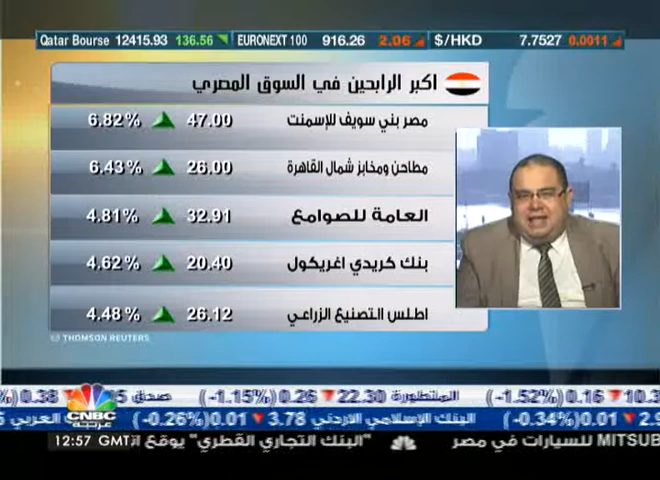 Qatar Bourse 12415.93 136.56 EURONEXT 100 916.26 2.06 $/HKD 7.7527 0.0011
اكبر الرابحين في السوق المصري
مصر بني سويف للإسمنت 47.00 6.82%
مطاحن ومخابز شمال القاهرة 26.00 6.43%
العامة للصوامع 32.91 4.81%
بنك كريدي اغريكول 20.40 4.62%
اطلس التصنيع الزراعي 26.12 4.48%
THOMSON REUTERS
10.3 0.16 (-1.52%) المتطورة 22.30 0.26 (-1.15%) صدق 0.38
0.01 (-0.34%) البنك الإسلامي الاردني 3.78 0.01 (-0.26%) العربي
CNBC
عربية
MITSUB للسيارات في مصر "البنك التجاري القطري" يوقع
12:57 GMT